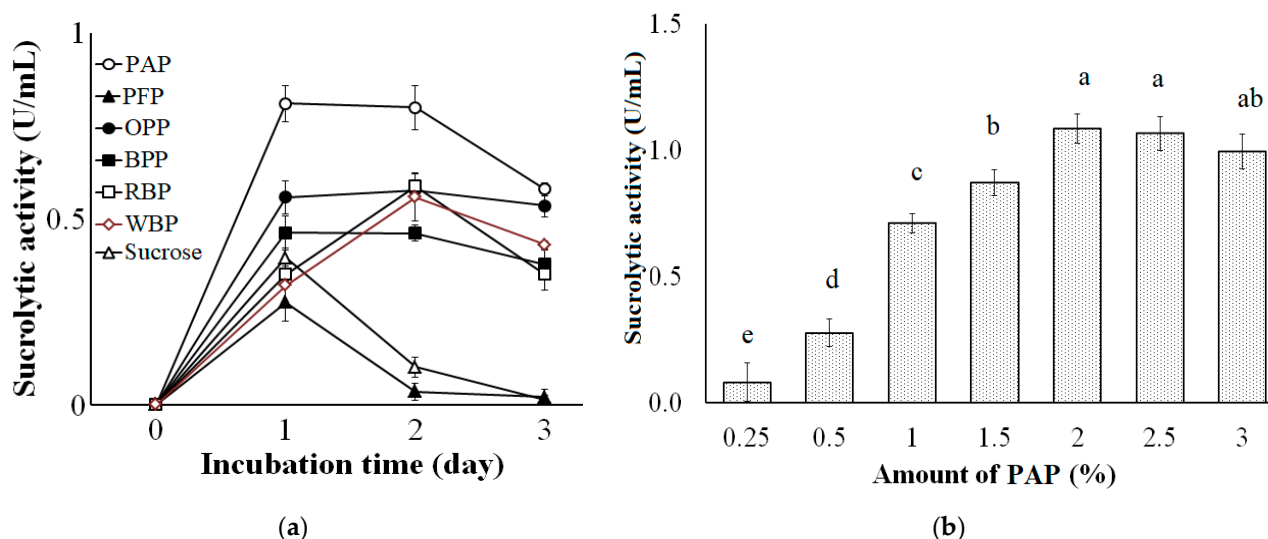 Sucrolytic activity (U/mL)
1
0.5
0
PAP
PFP
OPP
BPP
RBP
WBP
Sucrose
0 1 2 3
Incubation time (day)
(a)
Sucrolytic activity (U/mL)
1.5
1.0
0.5
0.0
e d c b a a ab
0.25 0.5 1 1.5 2 2.5 3
Amount of PAP (%)
(b)